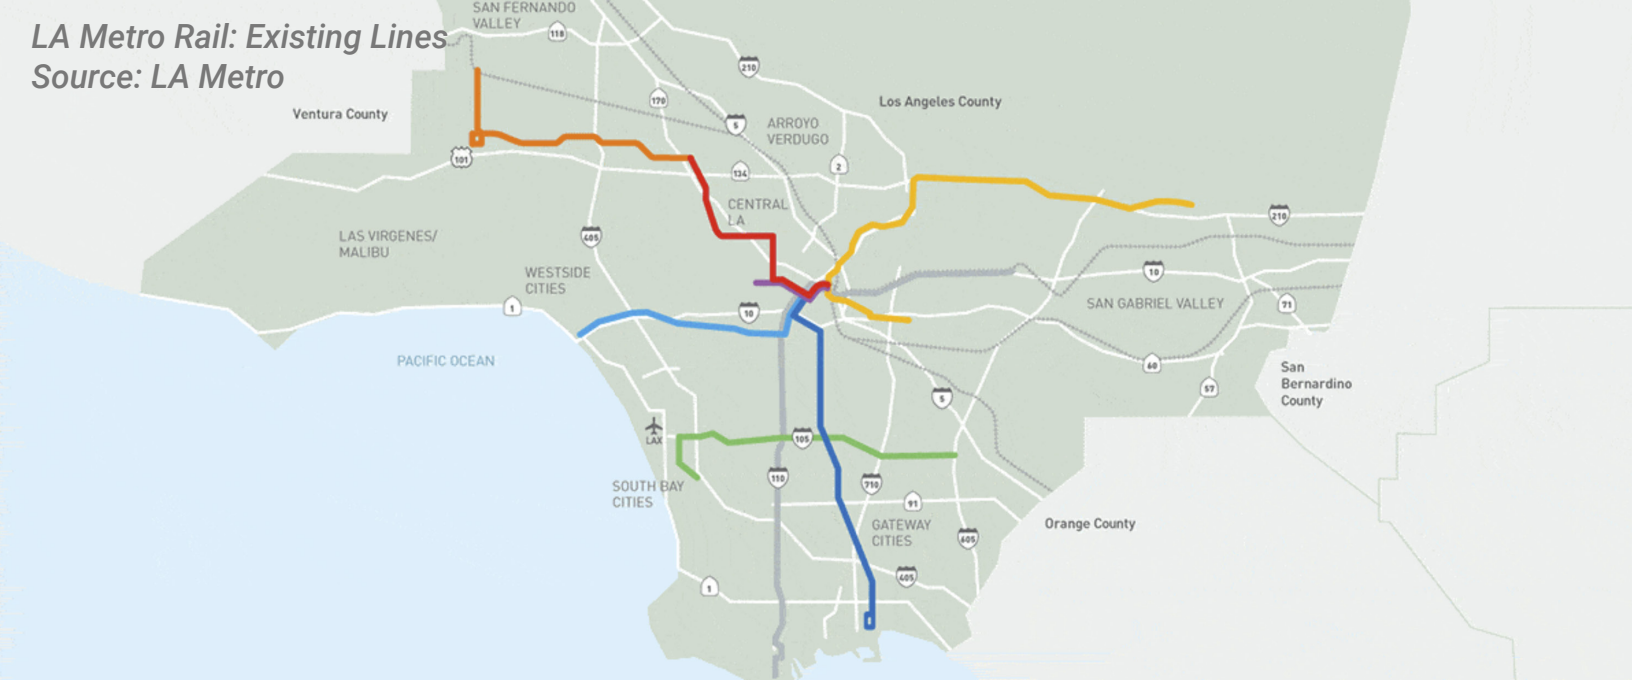 LA Metro Rail: Existing Lines
Source: LA Metro
SAN FERNANDO
VALLEY
118
210
Ventura County
170
5
Los Angeles County
ARROYO
VERDUGO
101
134
2
CENTRAL
LA
LAS VIRGENES/
MALIBU
405
210
WESTSIDE
CITIES
10
1
10
SAN GABRIEL VALLEY
71
PACIFIC OCEAN
60
San
Bernardino
County
57
5
LAX
105
110
710
SOUTH BAY
CITIES
91
GATEWAY
CITIES
Orange County
605
405
1